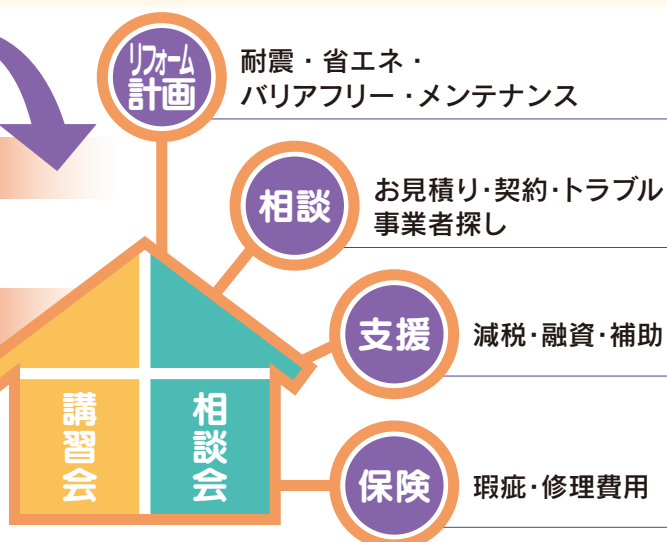 リフォーム
計画
耐震・省エネ・
バリアフリー・メンテナンス
相談
お見積り・契約・トラブル
事業者探し
支援
減税・融資・補助
保険
瑕疵・修理費用
講習会
相談会